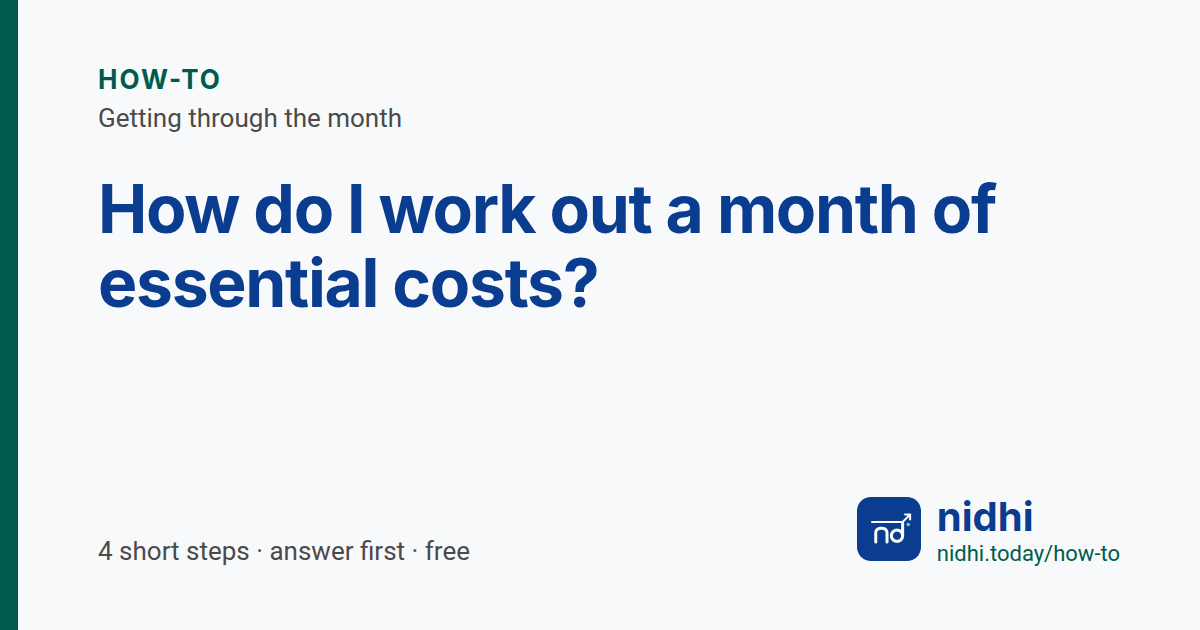 HOW-TO
Getting through the month
How do I work out a month of
essential costs?
4 short steps · answer first · free
nd
nidhi
nidhi.today/how-to